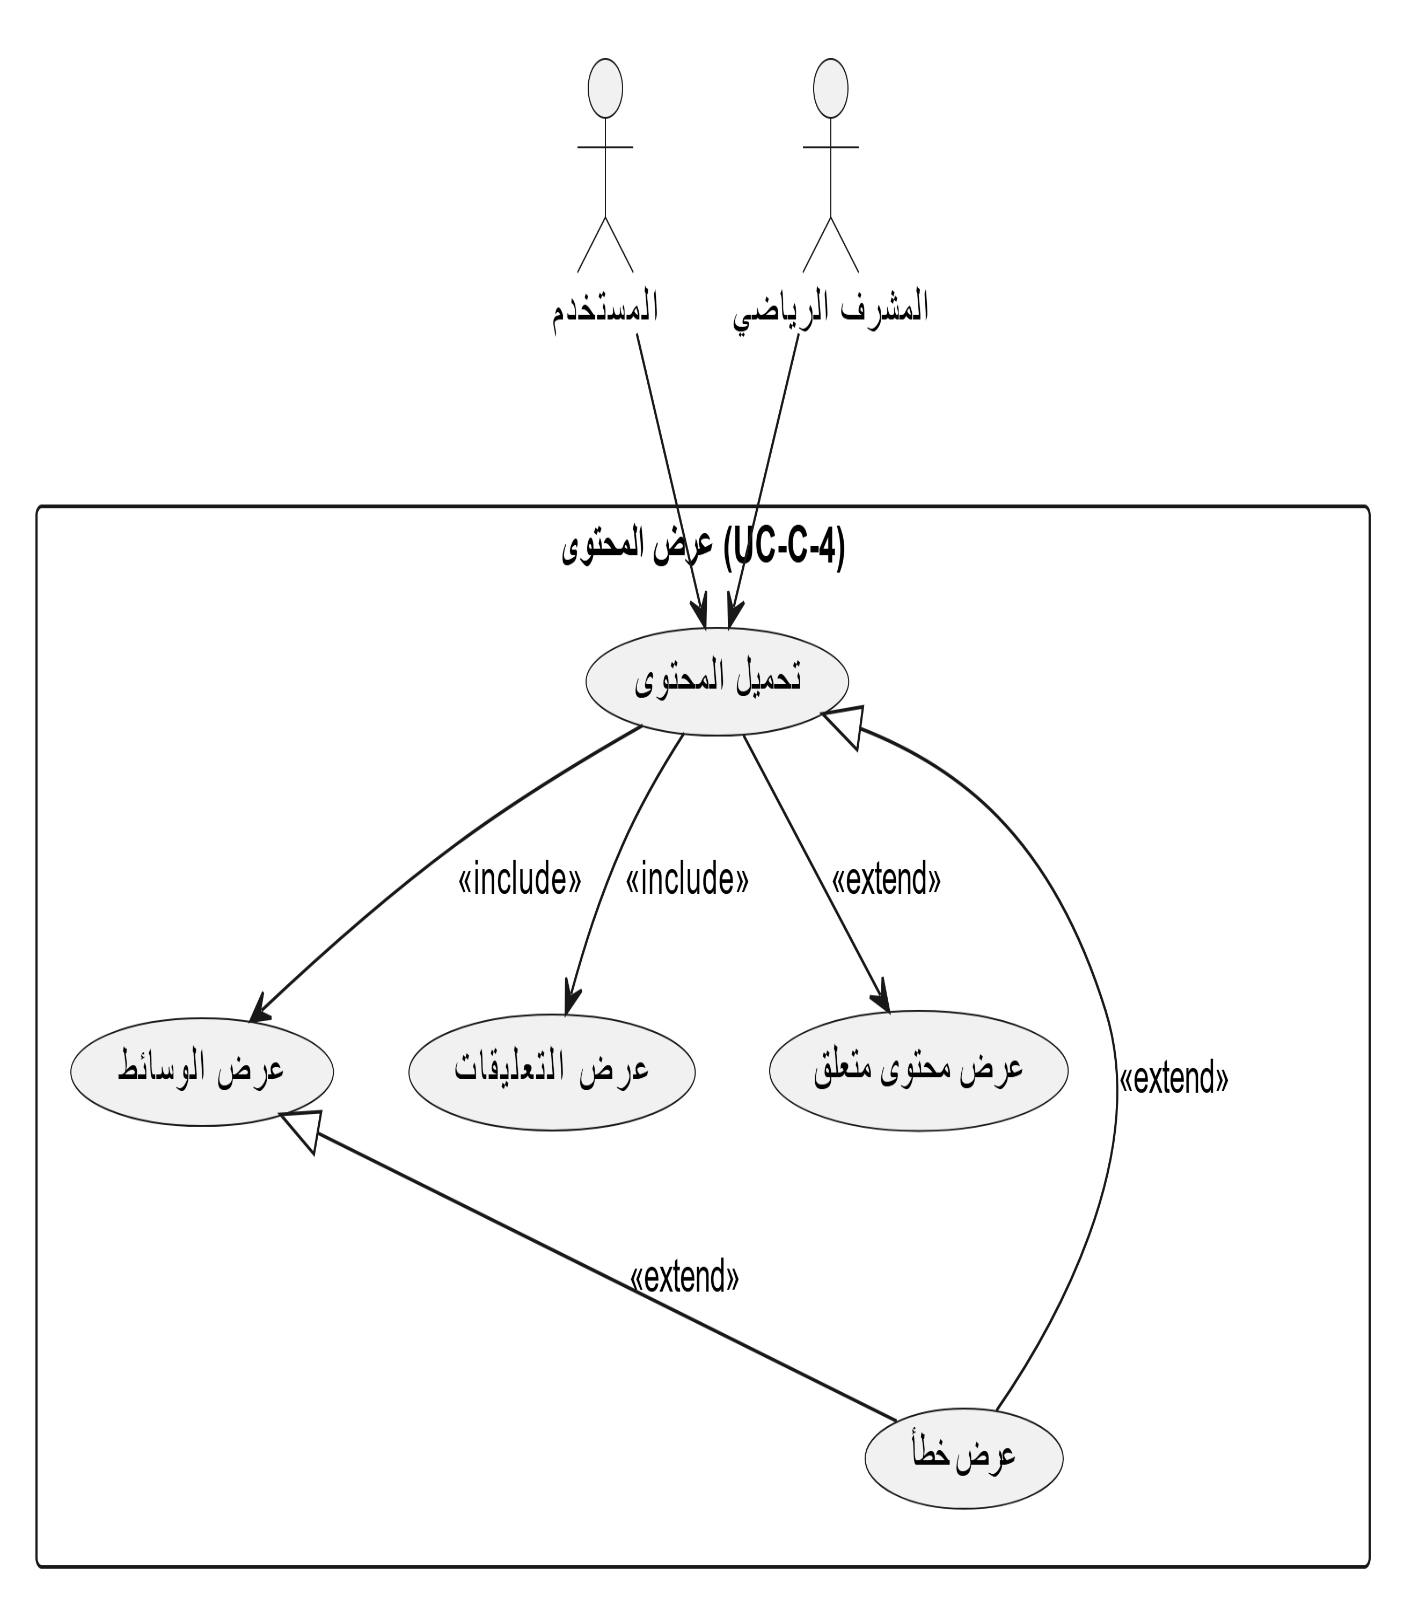 المستخدم
المشرف الرياضي
عرض المحتوى (UC-C-4)
تحميل المحتوى
«include»
«include»
«extend»
عرض الوسائط
عرض التعليقات
عرض محتوى متعلق
«extend»
«extend»
عرض خطأ